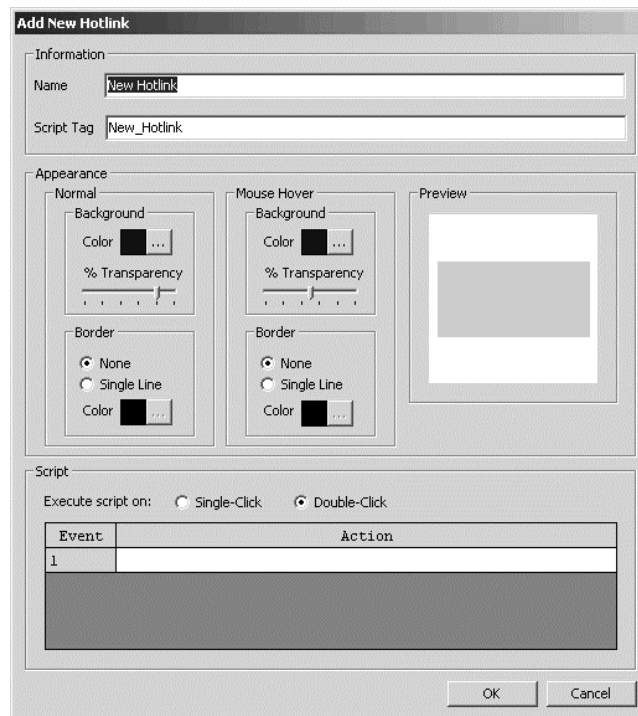 Add New Hotlink
Information
Name New Hotlink
Script Tag New_Hotlink
Appearance
Normal
Background
Color ...
% Transparency
Border
None
Single Line
Color ...
Mouse Hover
Background
Color ...
% Transparency
Border
None
Single Line
Color ...
Preview
Script
Execute script on: Single-Click Double-Click
Event Action
1
OK Cancel